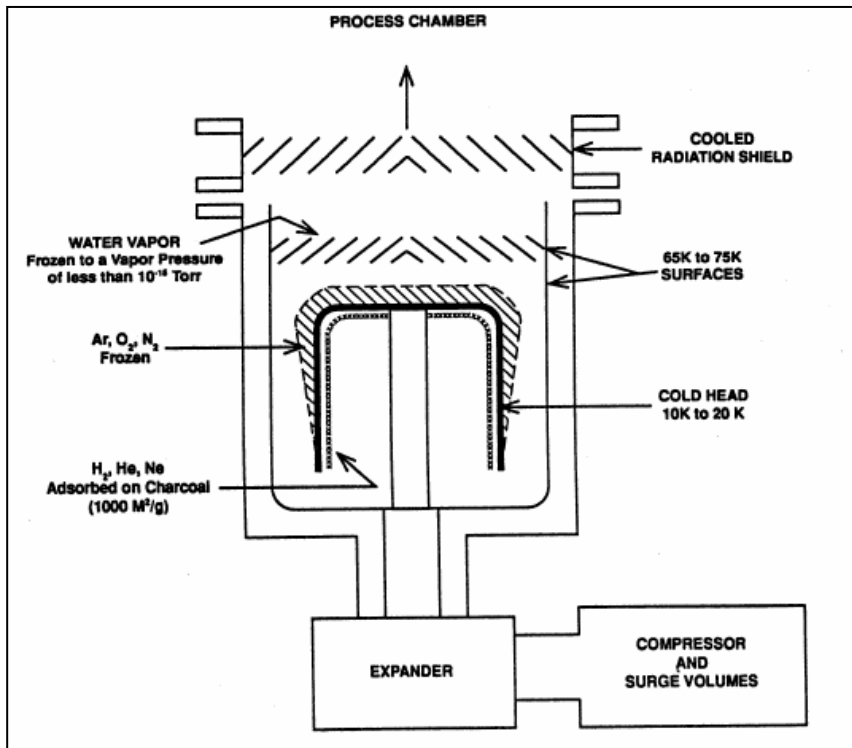 PROCESS CHAMBER
COOLED
RADIATION SHIELD
WATER VAPOR
Frozen to a Vapor Pressure
of less than 10⁻¹⁵ Torr
65K to 75K
SURFACES
Ar, O₂, N₂
Frozen
COLD HEAD
10K to 20 K
H₂, He, Ne
Adsorbed on Charcoal
(1000 M²/g)
EXPANDER
COMPRESSOR
AND
SURGE VOLUMES